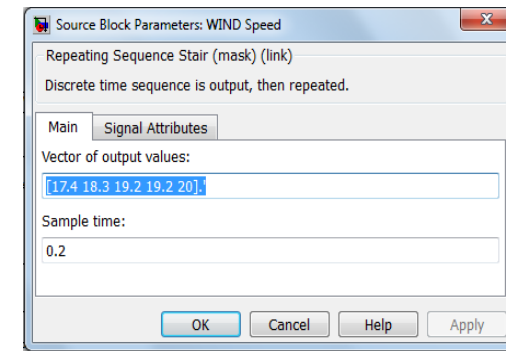 Source Block Parameters: WIND Speed
Repeating Sequence Stair (mask) (link)
Discrete time sequence is output, then repeated.
Main Signal Attributes
Vector of output values:
[17.4 18.3 19.2 19.2 20].'
Sample time:
0.2
OK Cancel Help Apply